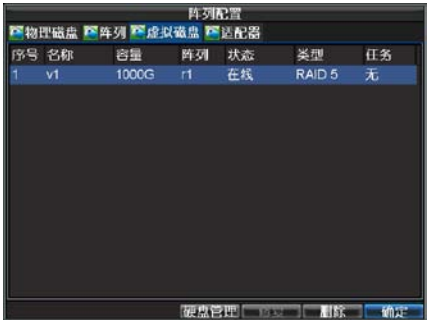 阵列配置
物理磁盘 阵列 虚拟磁盘 适配器
序号 名称 容量 阵列 状态 类型 任务
1 v1 1000G r1 在线 RAID 5 无
硬盘管理 删除 确定